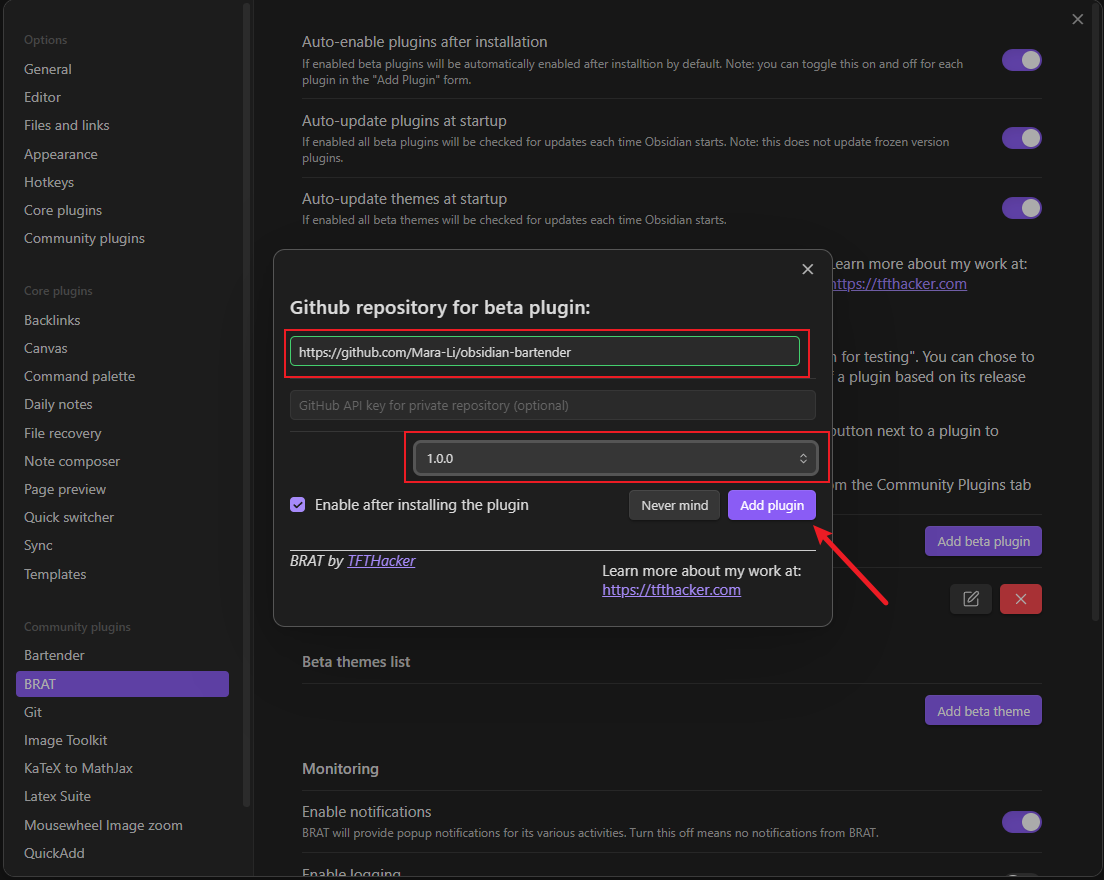 Options
General
Editor
Files and links
Appearance
Hotkeys
Core plugins
Community plugins
Core plugins
Backlinks
Canvas
Command palette
Daily notes
File recovery
Note composer
Page preview
Quick switcher
Sync
Templates
Community plugins
Bartender
BRAT
Git
Image Toolkit
KaTeX to MathJax
Latex Suite
Mousewheel Image zoom
QuickAdd
Auto-enable plugins after installation
If enabled beta plugins will be automatically enabled after installtion by default. Note: you can toggle this on and off for each
plugin in the "Add Plugin" form.
Auto-update plugins at startup
If enabled all beta plugins will be checked for updates each time Obsidian starts. Note: this does not update frozen version
plugins.
Auto-update themes at startup
If enabled all beta themes will be checked for updates each time Obsidian starts.
Learn more about my work at:
https://tfthacker.com
for testing". You can chose to
a plugin based on its release
button next to a plugin to
the Community Plugins tab
Add beta plugin
Github repository for beta plugin:
https://github.com/Mara-Li/obsidian-bartender
GitHub API key for private repository (optional)
1.0.0
Enable after installing the plugin
Never mind
Add plugin
BRAT by TFTHacker
Learn more about my work at:
https://tfthacker.com
Beta themes list
Add beta theme
Monitoring
Enable notifications
BRAT will provide popup notifications for its various activities. Turn this off means no notifications from BRAT.
Enable logging